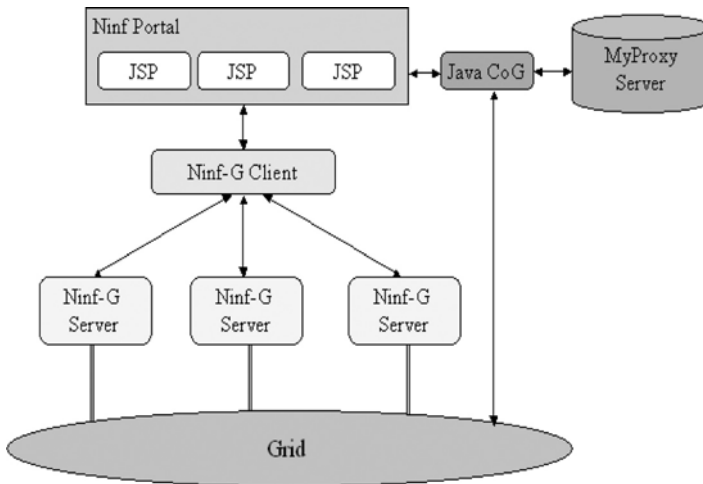 Ninf Portal
JSP
JSP
JSP
Java CoG
MyProxy
Server
Ninf-G Client
Ninf-G
Server
Ninf-G
Server
Ninf-G
Server
Grid